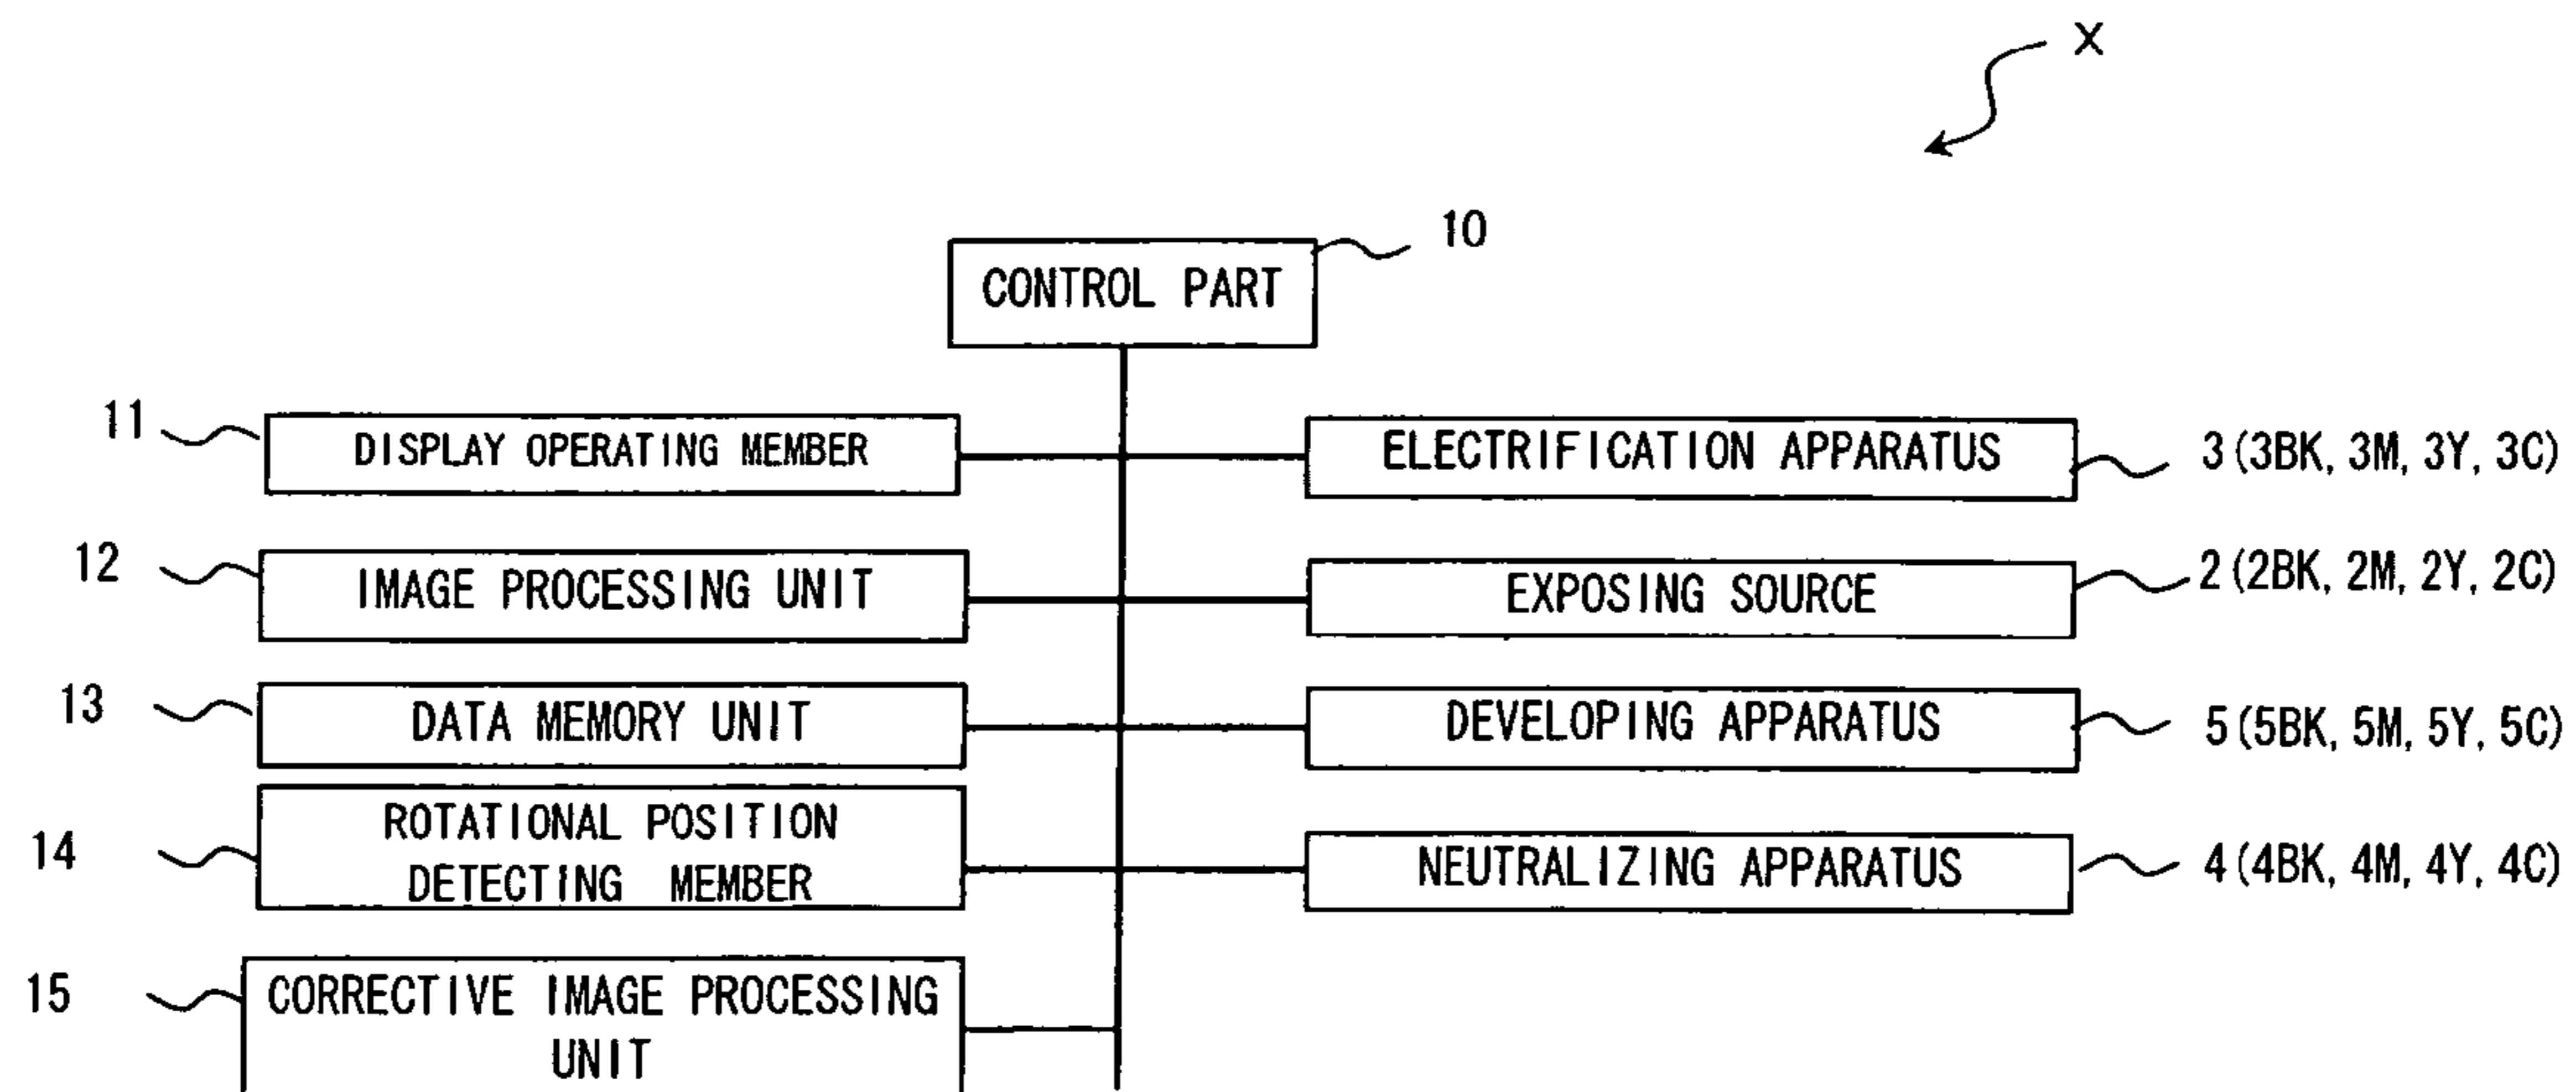 X
10
CONTROL PART
11
DISPLAY OPERATING MEMBER
ELECTRIFICATION APPARATUS
3 (3BK, 3M, 3Y, 3C)
12
IMAGE PROCESSING UNIT
EXPOSING SOURCE
2 (2BK, 2M, 2Y, 2C)
13
DATA MEMORY UNIT
DEVELOPING APPARATUS
5 (5BK, 5M, 5Y, 5C)
14
ROTATIONAL POSITION
DETECTING MEMBER
NEUTRALIZING APPARATUS
4 (4BK, 4M, 4Y, 4C)
15
CORRECTIVE IMAGE PROCESSING
UNIT